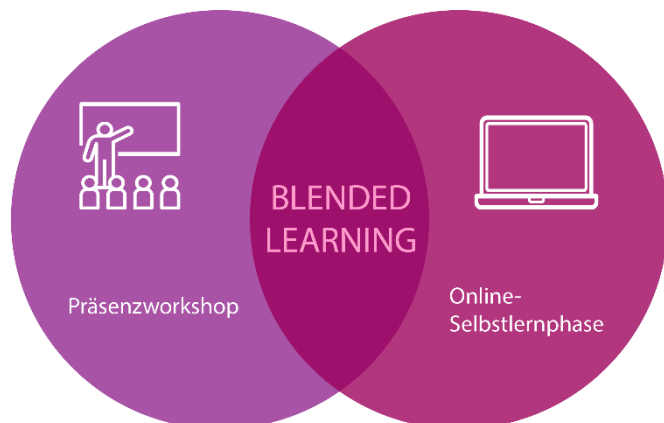 BLENDED
LEARNING
Präsenzworkshop
Online-
Selbstlernphase